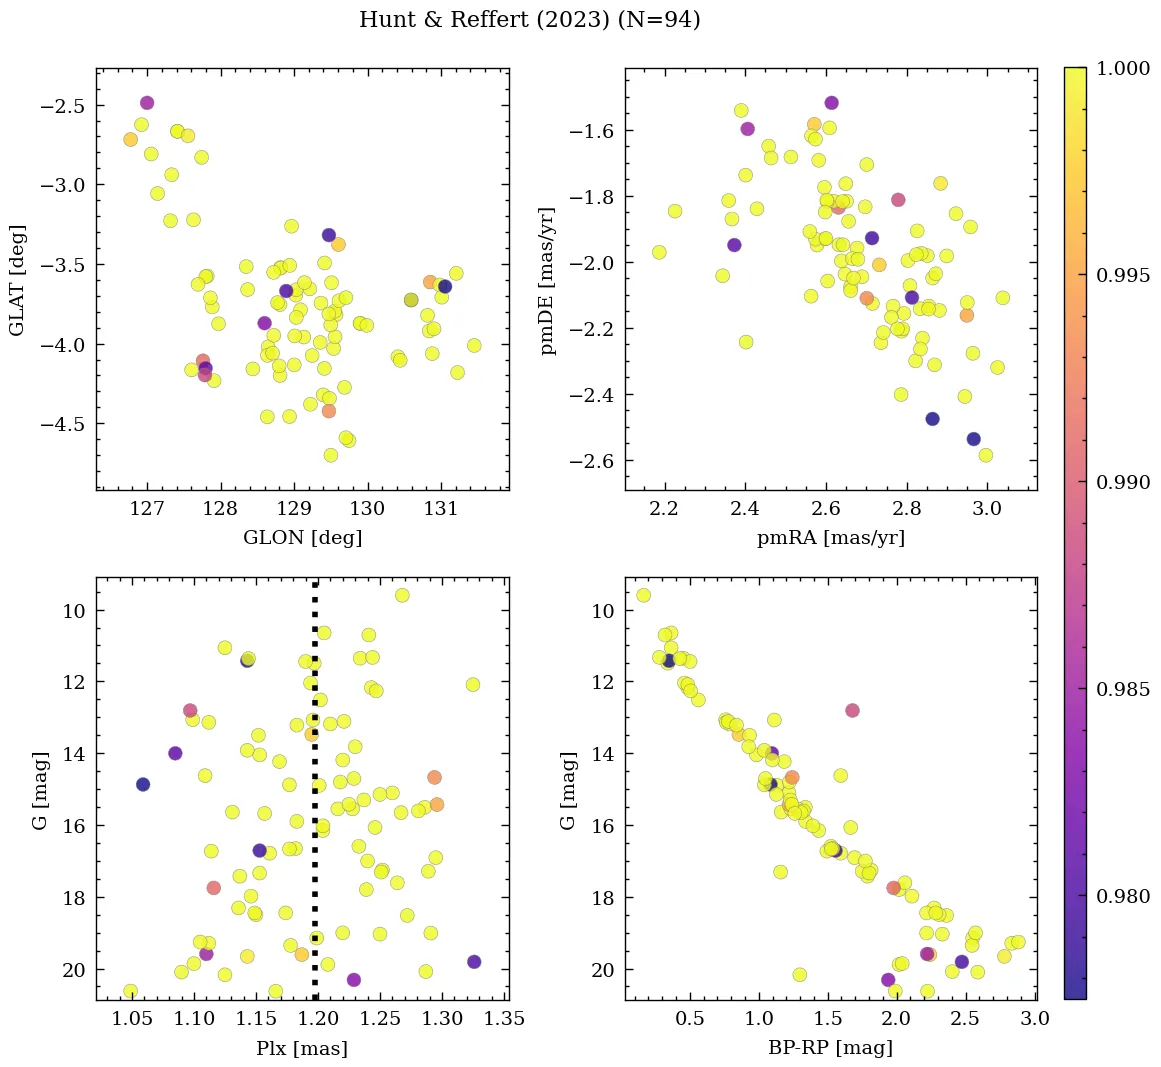 Hunt & Reffert (2023) (N=94)
−2.5
−3.0
−3.5
−4.0
−4.5
GLAT [deg]
127 128 129 130 131
GLON [deg]
−1.6
−1.8
−2.0
−2.2
−2.4
−2.6
pmDE [mas/yr]
2.2 2.4 2.6 2.8 3.0
pmRA [mas/yr]
10
12
14
16
18
20
G [mag]
1.05 1.10 1.15 1.20 1.25 1.30 1.35
Plx [mas]
10
12
14
16
18
20
G [mag]
0.5 1.0 1.5 2.0 2.5 3.0
BP-RP [mag]
1.000
0.995
0.990
0.985
0.980